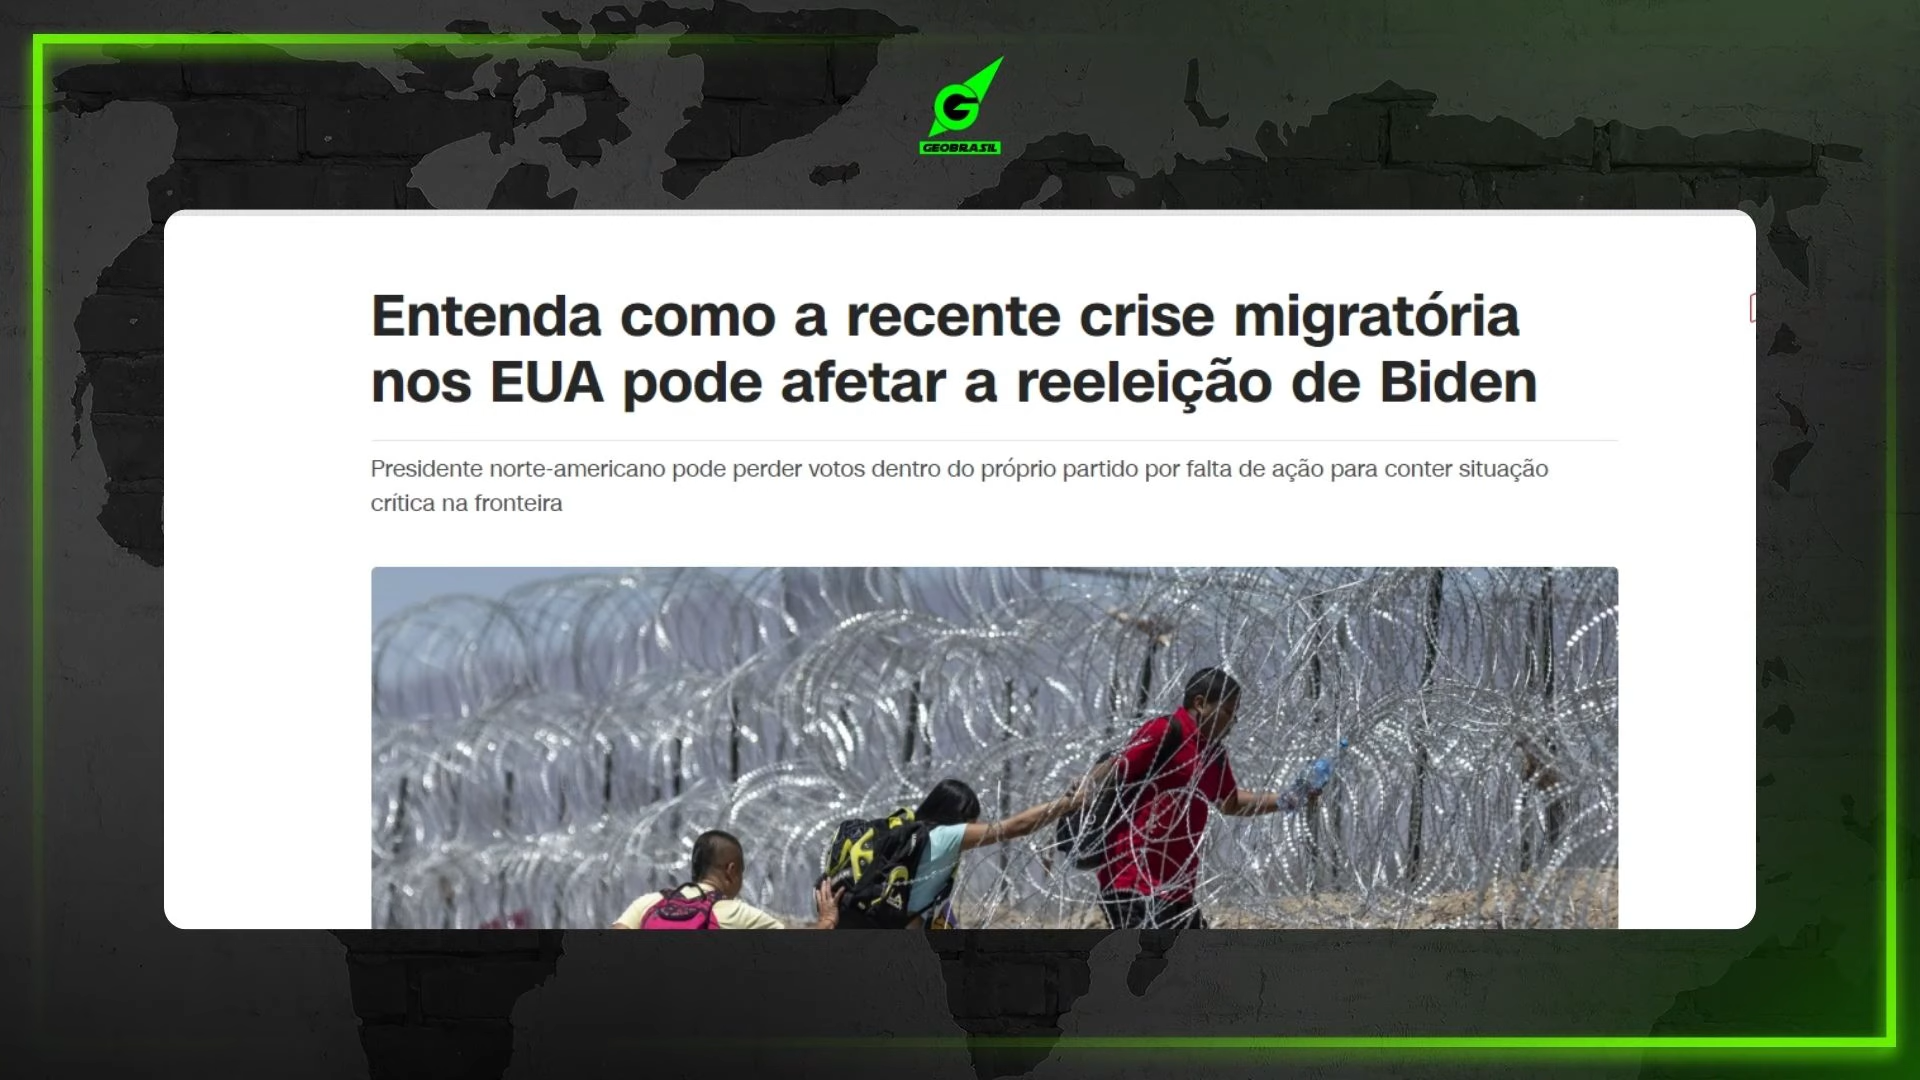 GEOBRASIL
Entenda como a recente crise migratória
nos EUA pode afetar a reeleição de Biden
Presidente norte-americano pode perder votos dentro do próprio partido por falta de ação para conter situação
crítica na fronteira